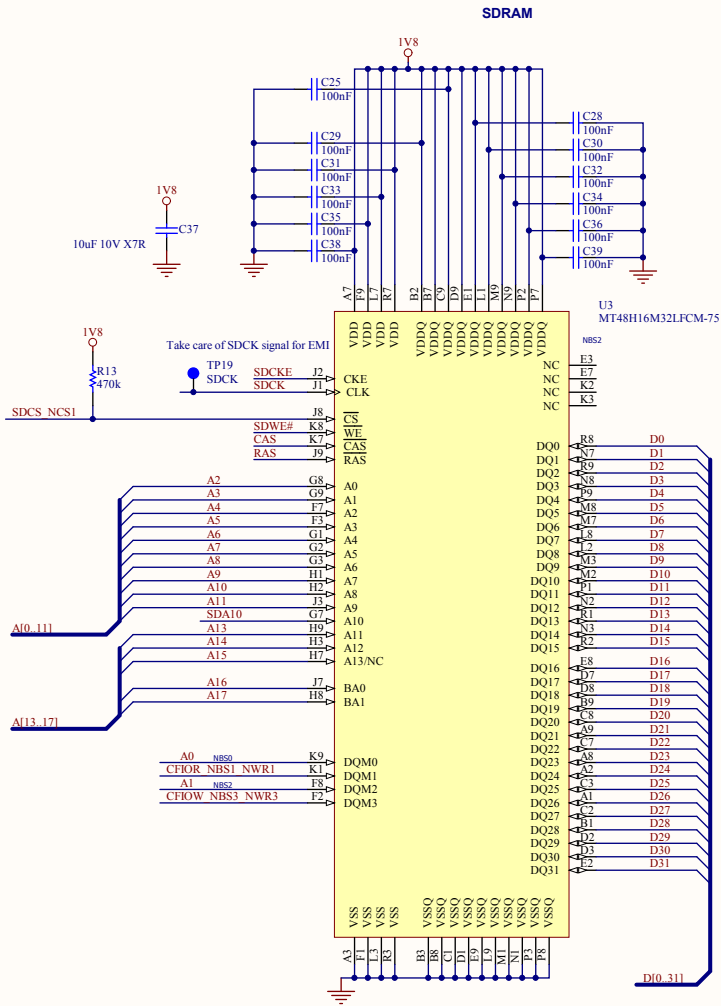 SDRAM
1V8
C25
100nF
C28
100nF
C29
100nF
C30
100nF
C31
100nF
C32
100nF
C33
100nF
C34
100nF
C35
100nF
C36
100nF
C38
100nF
C39
100nF
1V8
C37
10uF 10V X7R
A7 F9 L7 R7 B2 B7 C9 D9 E1 L1 M9 N9 P2 P7
VDD VDD VDD VDD VDDQ VDDQ VDDQ VDDQ VDDQ VDDQ VDDQ VDDQ VDDQ VDDQ
U3
MT48H16M32LFCM-75
NBS2
1V8
R13
470k
Take care of SDCK signal for EMI
TP19
SDCK
SDCKE J2 CKE
SDCK J1 CLK
SDCS_NCS1 J8 CS
SDWE# K8 WE
CAS K7 CAS
RAS J9 RAS
NC E3
NC E7
NC K2
NC K3
A2 G8 A0
A3 G9 A1
A4 F7 A2
A5 F3 A3
A6 G1 A4
A7 G2 A5
A8 G3 A6
A9 H1 A7
A10 H2 A8
A11 J3 A9
SDA10 G7 A10
A13 H9 A11
A14 H3 A12
A15 H7 A13/NC
A16 J7 BA0
A17 H8 BA1
A[0..11]
A[13..17]
A0 NBS0 K9 DQM0
CFIOR_NBS1_NWR1 K1 DQM1
A1 NBS2 F8 DQM2
CFIOW_NBS3_NWR3 F2 DQM3
DQ0 R8 D0
DQ1 N7 D1
DQ2 R9 D2
DQ3 N8 D3
DQ4 P9 D4
DQ5 M8 D5
DQ6 M7 D6
DQ7 L8 D7
DQ8 L2 D8
DQ9 M3 D9
DQ10 M2 D10
DQ11 P1 D11
DQ12 N2 D12
DQ13 R1 D13
DQ14 N3 D14
DQ15 R2 D15
DQ16 E8 D16
DQ17 D7 D17
DQ18 D8 D18
DQ19 B9 D19
DQ20 C8 D20
DQ21 A9 D21
DQ22 C7 D22
DQ23 A8 D23
DQ24 A2 D24
DQ25 C3 D25
DQ26 A1 D26
DQ27 C2 D27
DQ28 B1 D28
DQ29 D2 D29
DQ30 D3 D30
DQ31 E2 D31
VSS VSS VSS VSS VSSQ VSSQ VSSQ VSSQ VSSQ VSSQ VSSQ VSSQ VSSQ VSSQ
A3 F1 L3 R3 B3 B8 C1 D1 E9 L9 M1 N1 P3 P8
D[0..31]